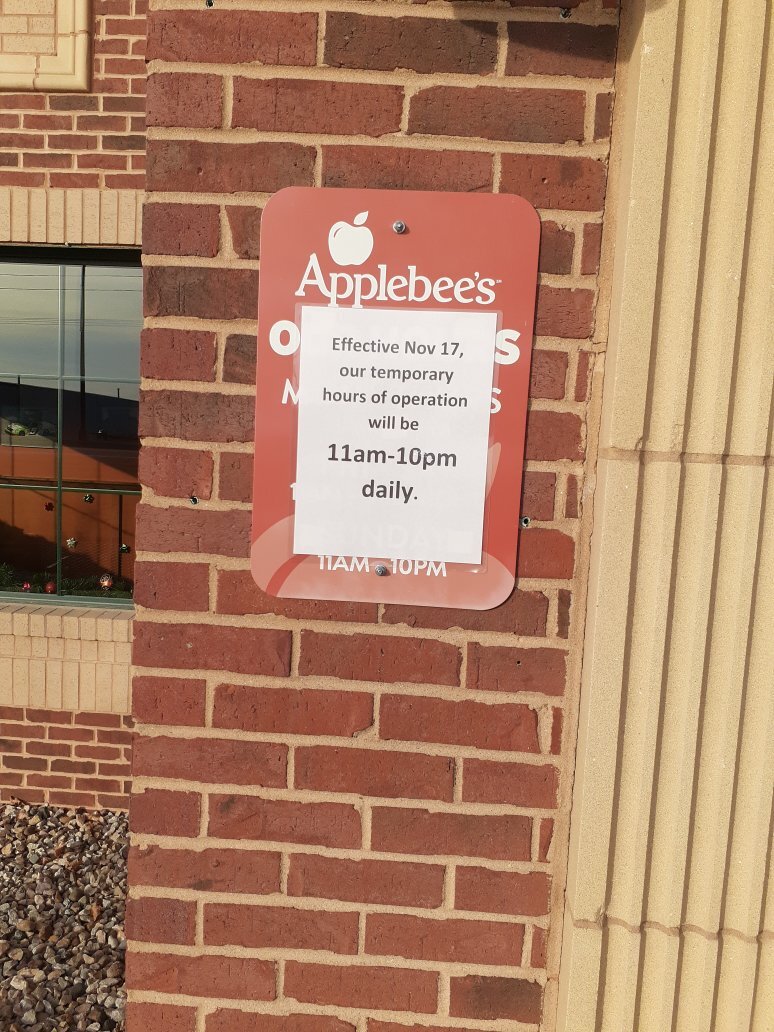 Applebee's
Effective Nov 17,
our temporary
hours of operation
will be
11am-10pm
daily.
11AM - 10PM